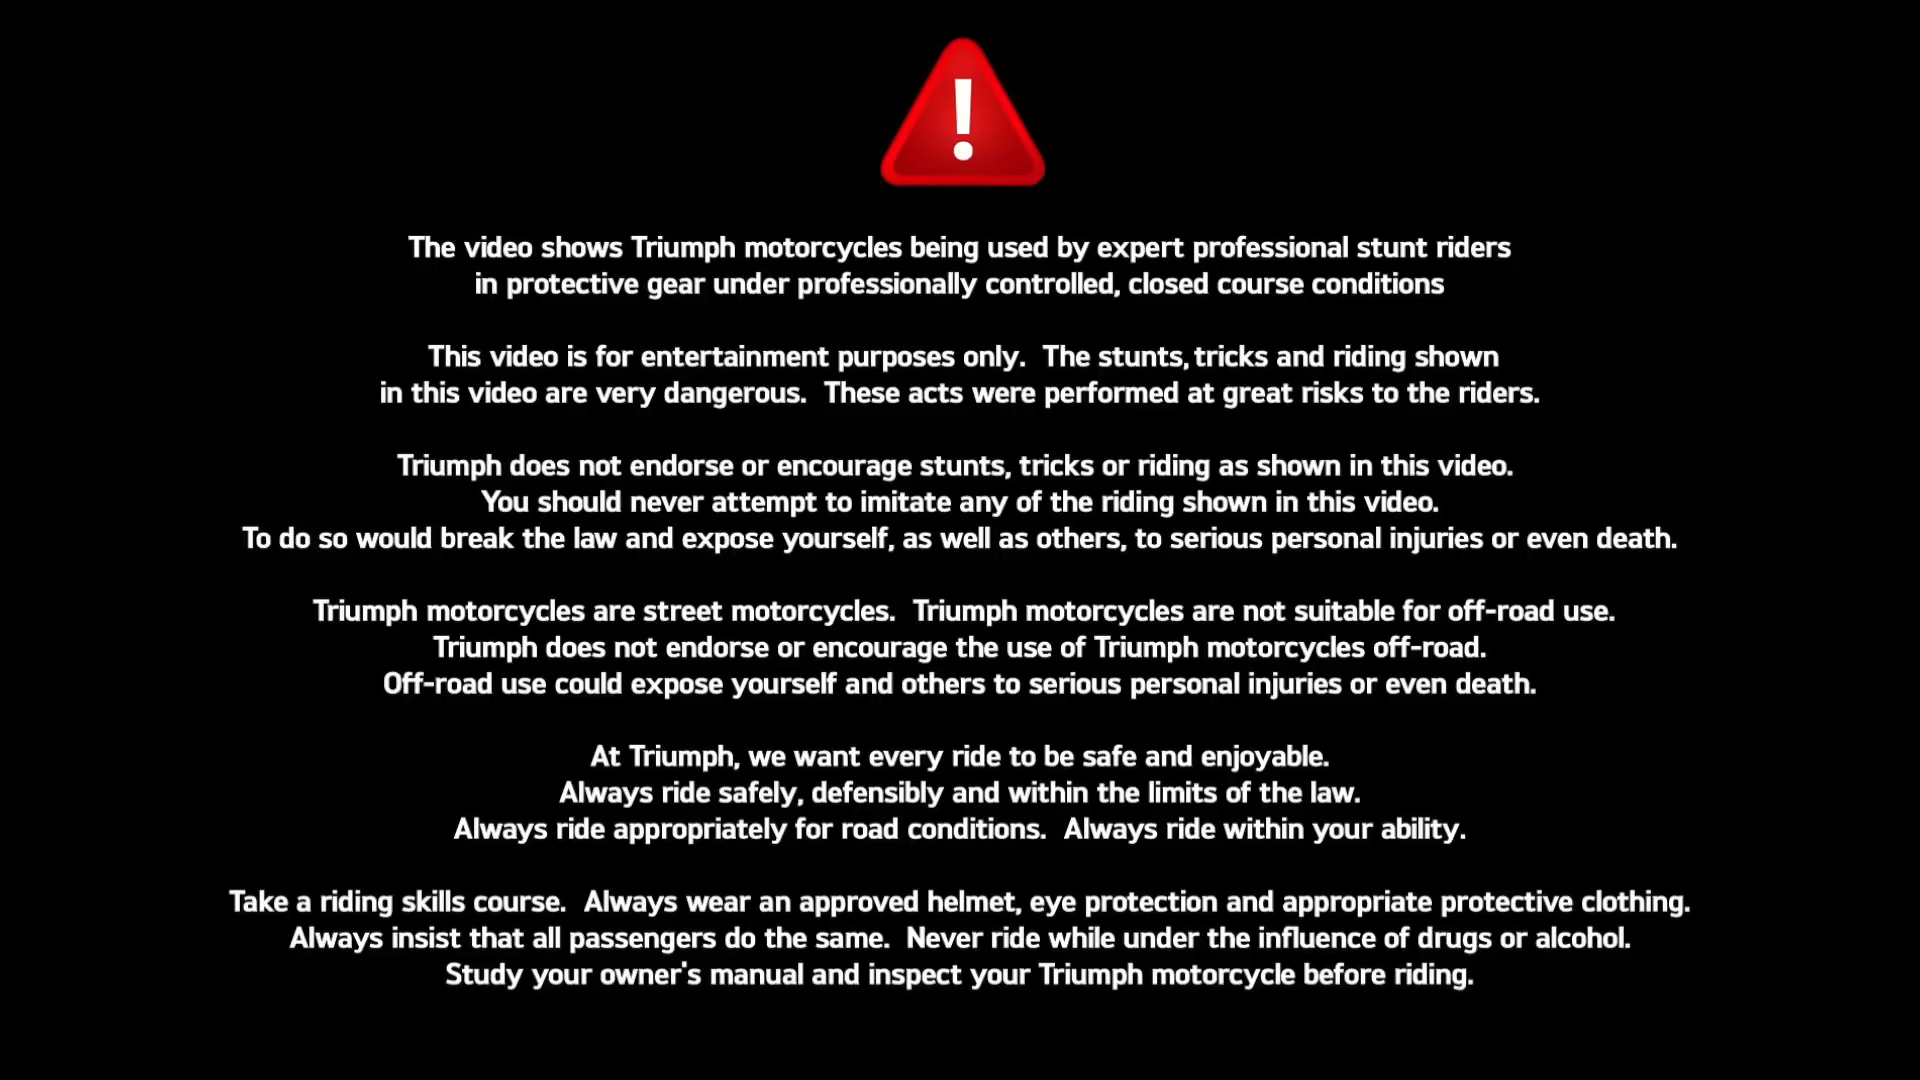 The video shows Triumph motorcycles being used by expert professional stunt riders
in protective gear under professionally controlled, closed course conditions
This video is for entertainment purposes only. The stunts, tricks and riding shown
in this video are very dangerous. These acts were performed at great risks to the riders.
Triumph does not endorse or encourage stunts, tricks or riding as shown in this video.
You should never attempt to imitate any of the riding shown in this video.
To do so would break the law and expose yourself, as well as others, to serious personal injuries or even death.
Triumph motorcycles are street motorcycles. Triumph motorcycles are not suitable for off-road use.
Triumph does not endorse or encourage the use of Triumph motorcycles off-road.
Off-road use could expose yourself and others to serious personal injuries or even death.
At Triumph, we want every ride to be safe and enjoyable.
Always ride safely, defensibly and within the limits of the law.
Always ride appropriately for road conditions. Always ride within your ability.
Take a riding skills course. Always wear an approved helmet, eye protection and appropriate protective clothing.
Always insist that all passengers do the same. Never ride while under the influence of drugs or alcohol.
Study your owner's manual and inspect your Triumph motorcycle before riding.